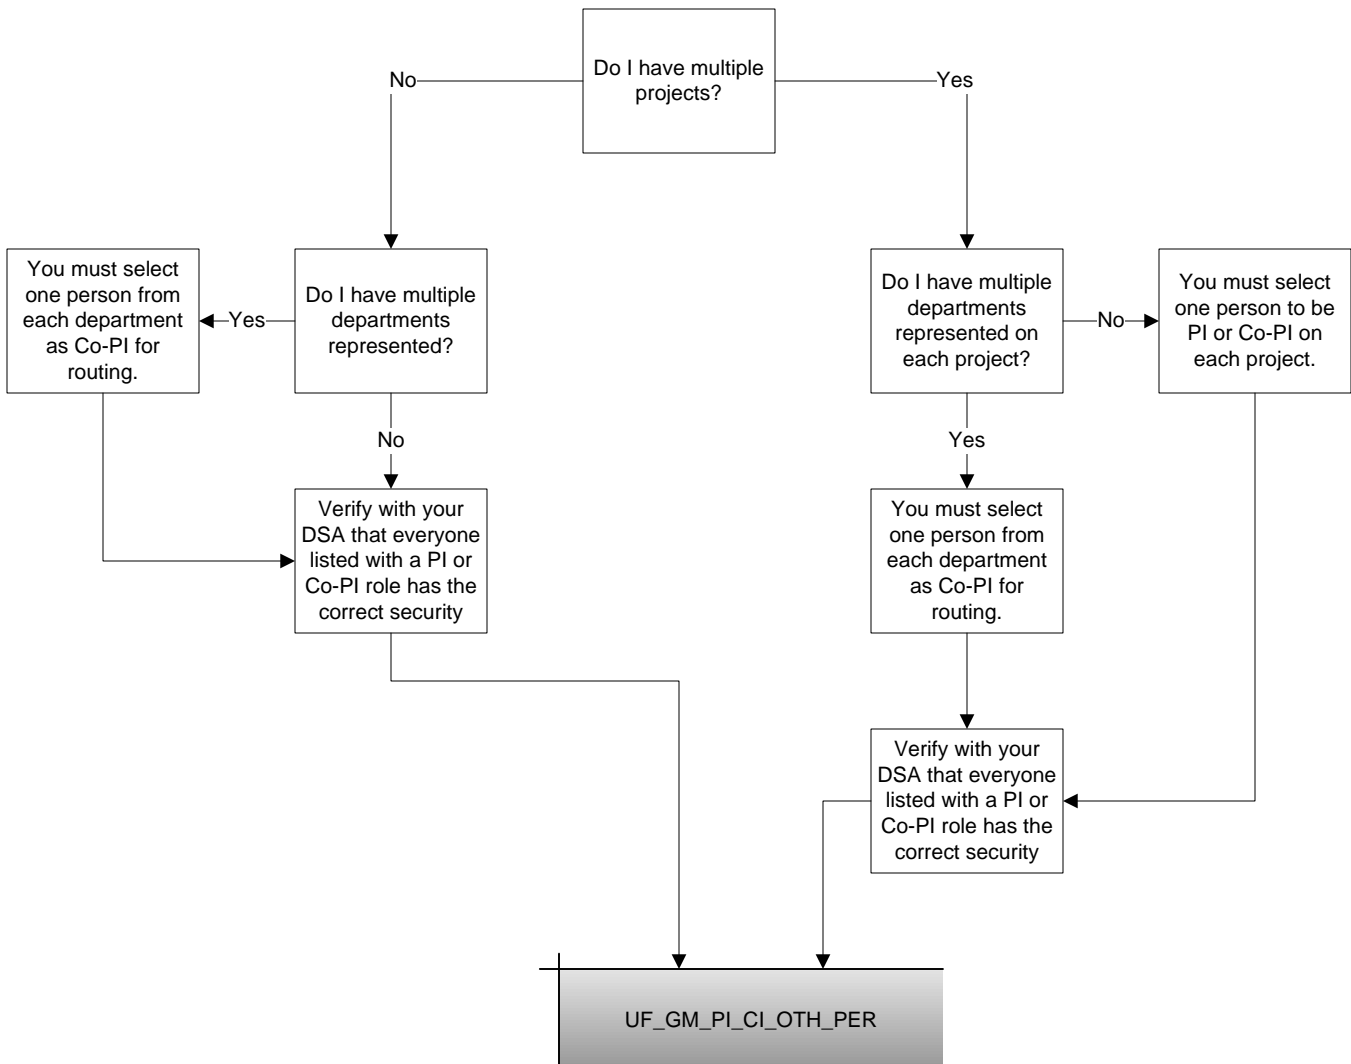 Do I have multiple
projects?
No
Yes
You must select
one person from
each department
as Co-PI for
routing.
Yes
Do I have multiple
departments
represented?
Do I have multiple
departments
represented on
each project?
No
You must select
one person to be
PI or Co-PI on
each project.
No
Yes
Verify with your
DSA that everyone
listed with a PI or
Co-PI role has the
correct security
You must select
one person from
each department
as Co-PI for
routing.
Verify with your
DSA that everyone
listed with a PI or
Co-PI role has the
correct security
UF_GM_PI_CI_OTH_PER